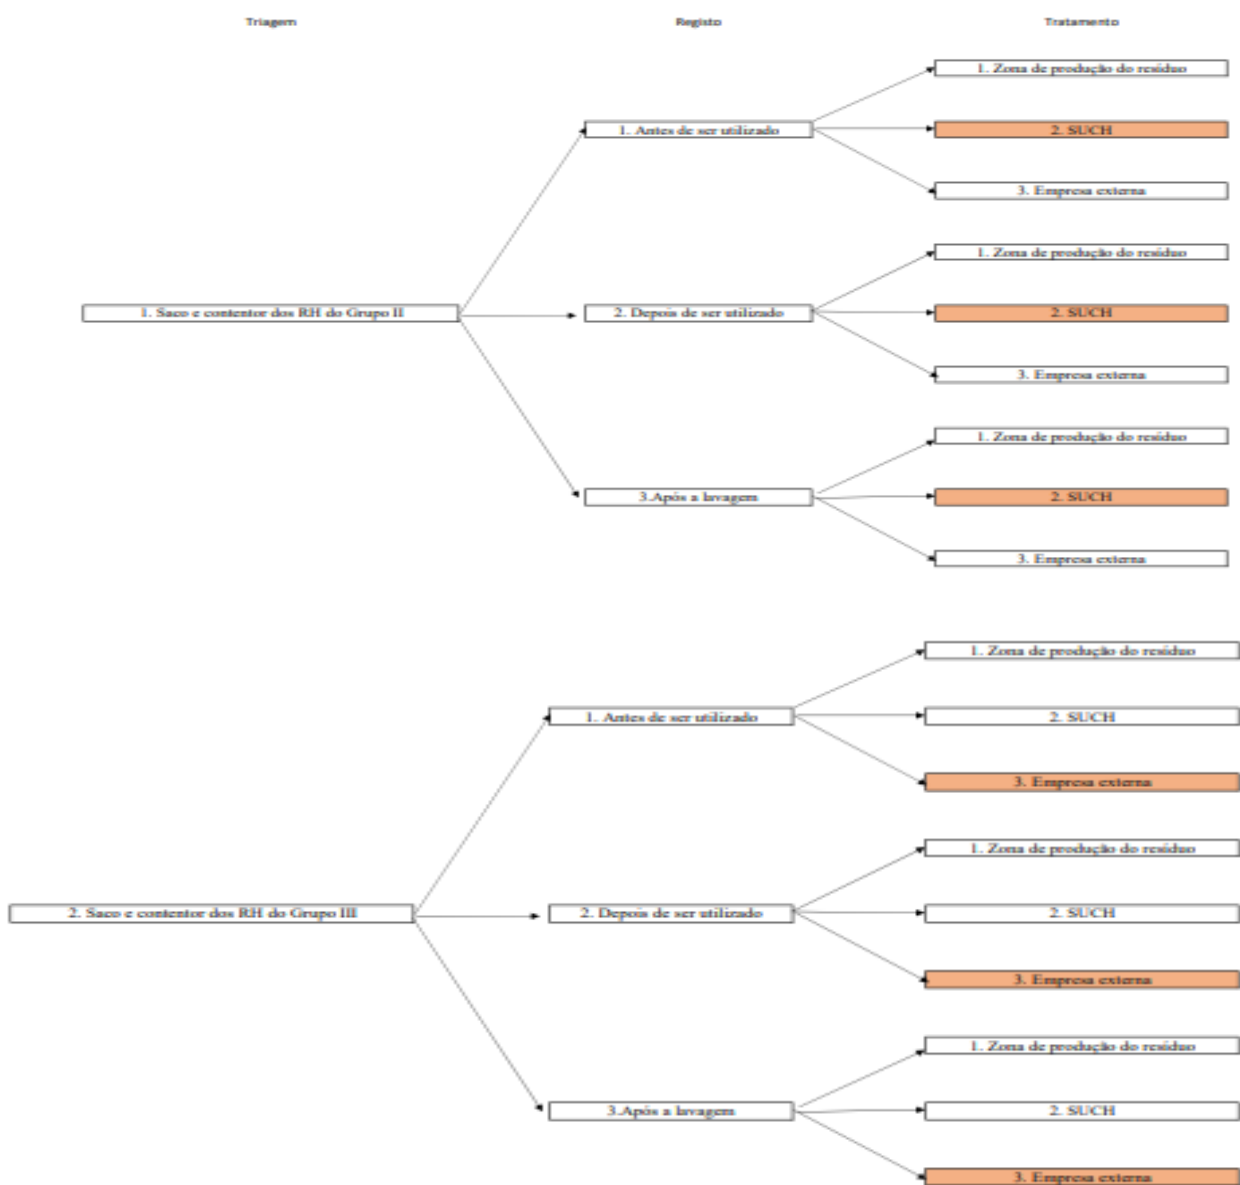 Triagem Registo Tratamento
1. Zona de produção do resíduo
1. Antes de ser utilizado 2. SUCH
3. Empresa externa
1. Zona de produção do resíduo
1. Saco e contentor dos RH do Grupo II 2. Depois de ser utilizado 2. SUCH
3. Empresa externa
1. Zona de produção do resíduo
3.Após a lavagem 2. SUCH
3. Empresa externa
1. Zona de produção do resíduo
1. Antes de ser utilizado 2. SUCH
3. Empresa externa
1. Zona de produção do resíduo
2. Saco e contentor dos RH do Grupo III 2. Depois de ser utilizado 2. SUCH
3. Empresa externa
1. Zona de produção do resíduo
3.Após a lavagem 2. SUCH
3. Empresa externa